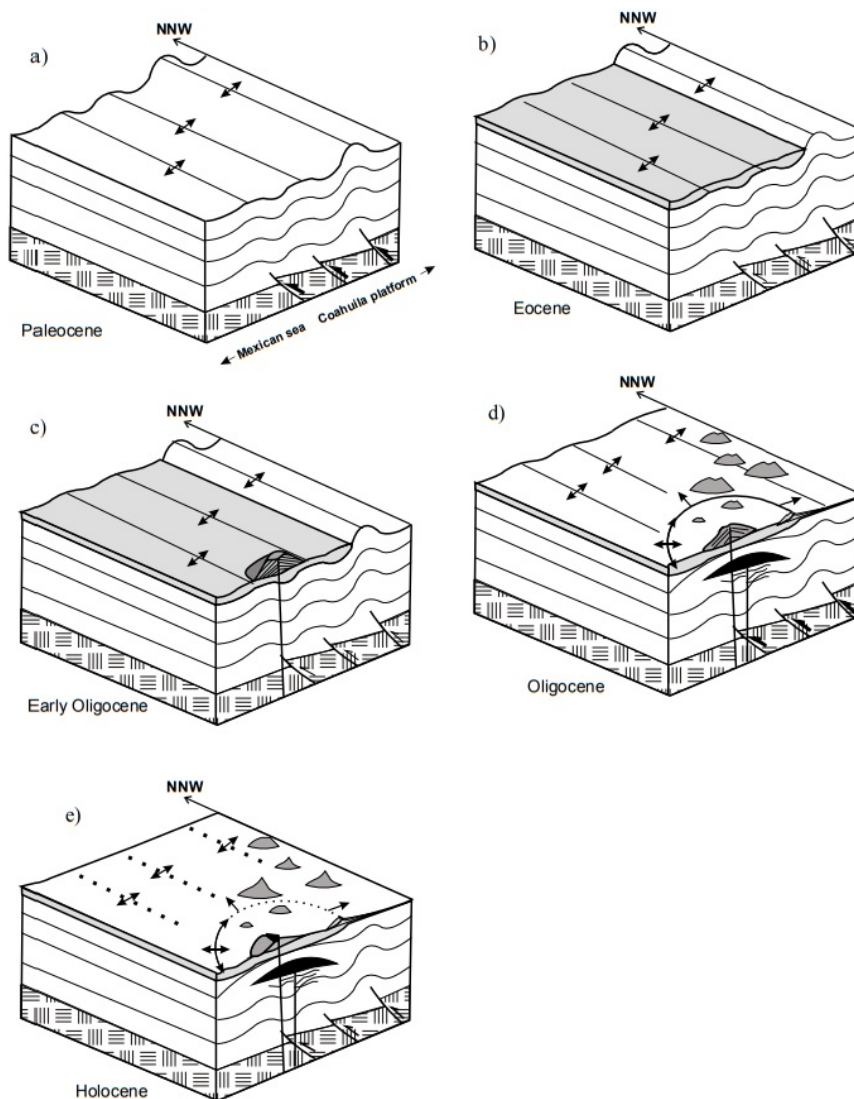 NNW
a)
Paleocene
← Mexican sea   Coahuila platform →
NNW
b)
Eocene
NNW
c)
Early Oligocene
NNW
d)
Oligocene
NNW
e)
Holocene